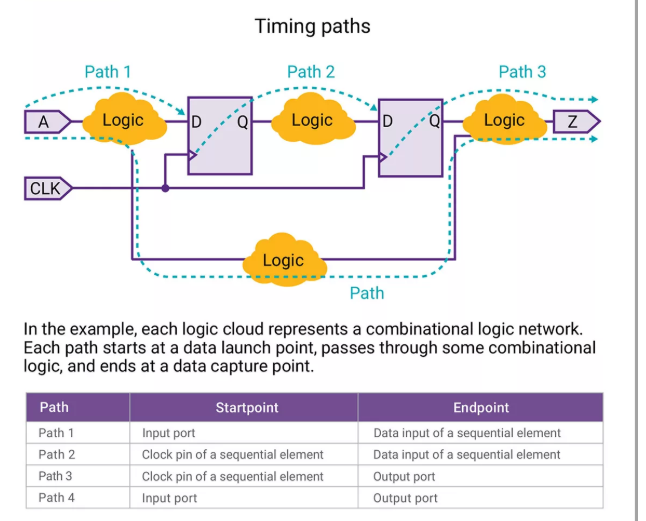 Timing paths
Path 1
Path 2
Path 3
A
Logic
D
Q
Logic
D
Q
Logic
Z
CLK
Logic
Path
In the example, each logic cloud represents a combinational logic network.
Each path starts at a data launch point, passes through some combinational
logic, and ends at a data capture point.
Path Startpoint Endpoint
Path 1 Input port Data input of a sequential element
Path 2 Clock pin of a sequential element Data input of a sequential element
Path 3 Clock pin of a sequential element Output port
Path 4 Input port Output port